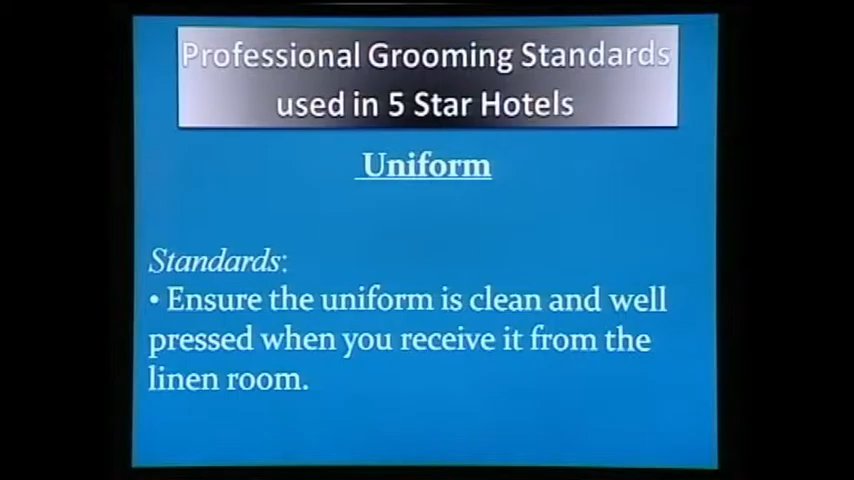 Professional Grooming Standards
used in 5 Star Hotels
Uniform
Standards:
• Ensure the uniform is clean and well
pressed when you receive it from the
linen room.